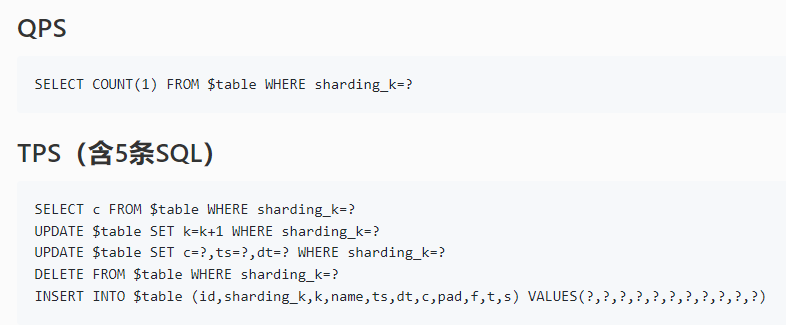 QPS
SELECT COUNT(1) FROM $table WHERE sharding_k=?
TPS（含5条SQL）
SELECT c FROM $table WHERE sharding_k=?
UPDATE $table SET k=k+1 WHERE sharding_k=?
UPDATE $table SET c=?,ts=?,dt=? WHERE sharding_k=?
DELETE FROM $table WHERE sharding_k=?
INSERT INTO $table (id,sharding_k,k,name,ts,dt,c,pad,f,t,s) VALUES(?,?,?,?,?,?,?,?,?,?,?)